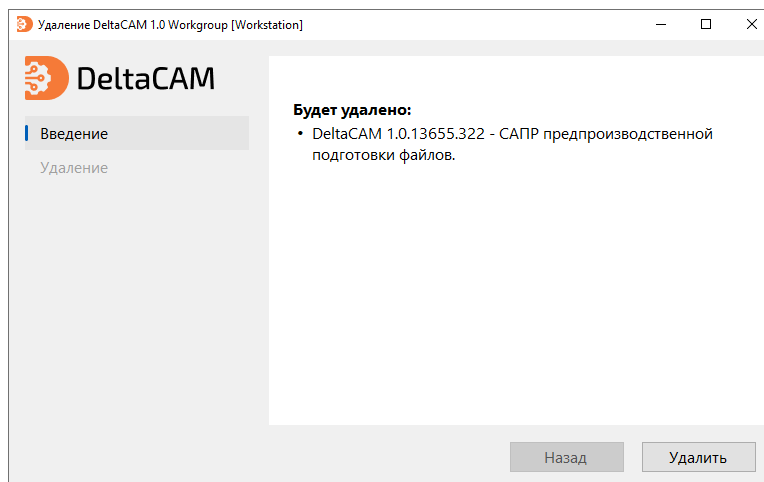 Удаление DeltaCAM 1.0 Workgroup [Workstation]
DeltaCAM
Введение
Удаление
Будет удалено:
• DeltaCAM 1.0.13655.322 - САПР предпроизводственной
подготовки файлов.
Назад
Удалить